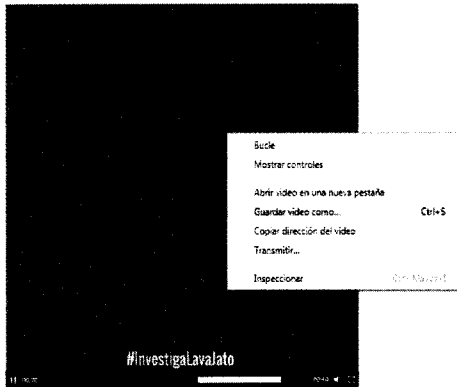 Bucle
Mostrar controles
Abrir video en una nueva pestaña
Guardar video como... Ctrl+S
Copiar dirección del video
Transmitir...
Inspeccionar
#InvestigaLavaJato